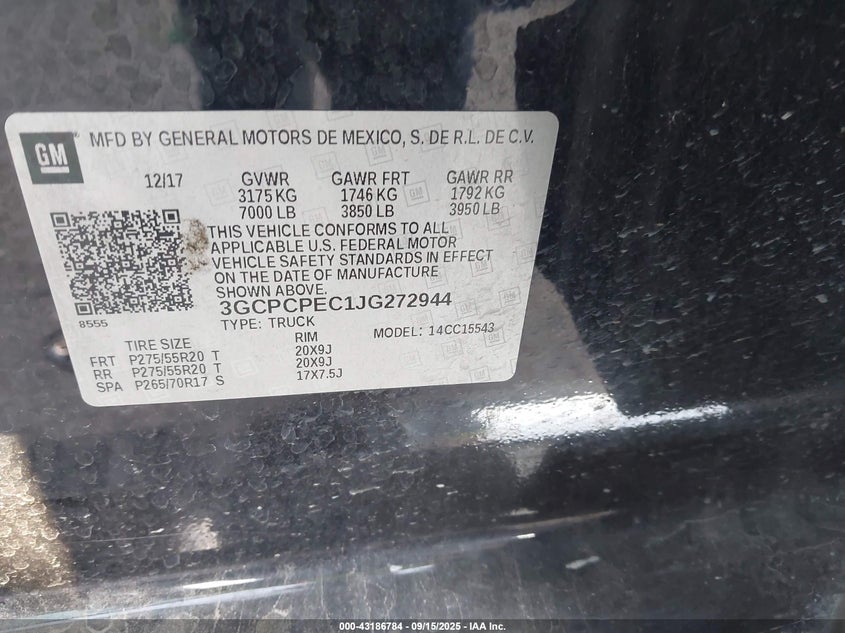 GM
MFD BY GENERAL MOTORS DE MEXICO, S. DE R.L. DE C.V.
12/17 GVWR GAWR FRT GAWR RR
3175 KG 1746 KG 1792 KG
7000 LB 3850 LB 3950 LB
THIS VEHICLE CONFORMS TO ALL
APPLICABLE U.S. FEDERAL MOTOR
VEHICLE SAFETY STANDARDS IN EFFECT
ON THE DATE OF MANUFACTURE
SHOWN ABOVE.
3GCPCPEC1JG272944
8555
TYPE: TRUCK MODEL: 14CC15543
TIRE SIZE RIM
FRT P275/55R20 T 20X9J
RR P275/55R20 T 20X9J
SPA P265/70R17 S 17X7.5J
000-43186784 - 09/15/2025 - IAA Inc.